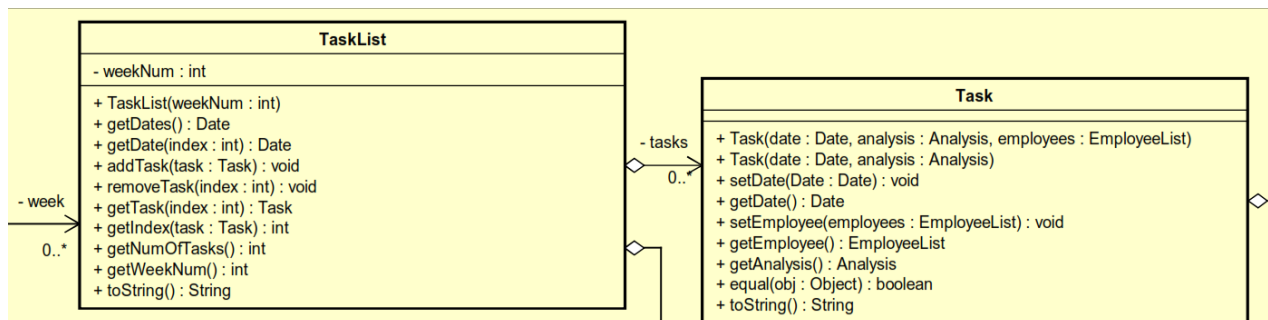 TaskList
- weekNum : int
+ TaskList(weekNum : int)
+ getDates() : Date
+ getDate(index : int) : Date
+ addTask(task : Task) : void
+ removeTask(index : int) : void
+ getTask(index : int) : Task
+ getIndex(task : Task) : int
+ getNumOfTasks() : int
+ getWeekNum() : int
+ toString() : String
- week
0..*
- tasks
0..*
Task
+ Task(date : Date, analysis : Analysis, employees : EmployeeList)
+ Task(date : Date, analysis : Analysis)
+ setDate(Date : Date) : void
+ getDate() : Date
+ setEmployee(employees : EmployeeList) : void
+ getEmployee() : EmployeeList
+ getAnalysis() : Analysis
+ equal(obj : Object) : boolean
+ toString() : String